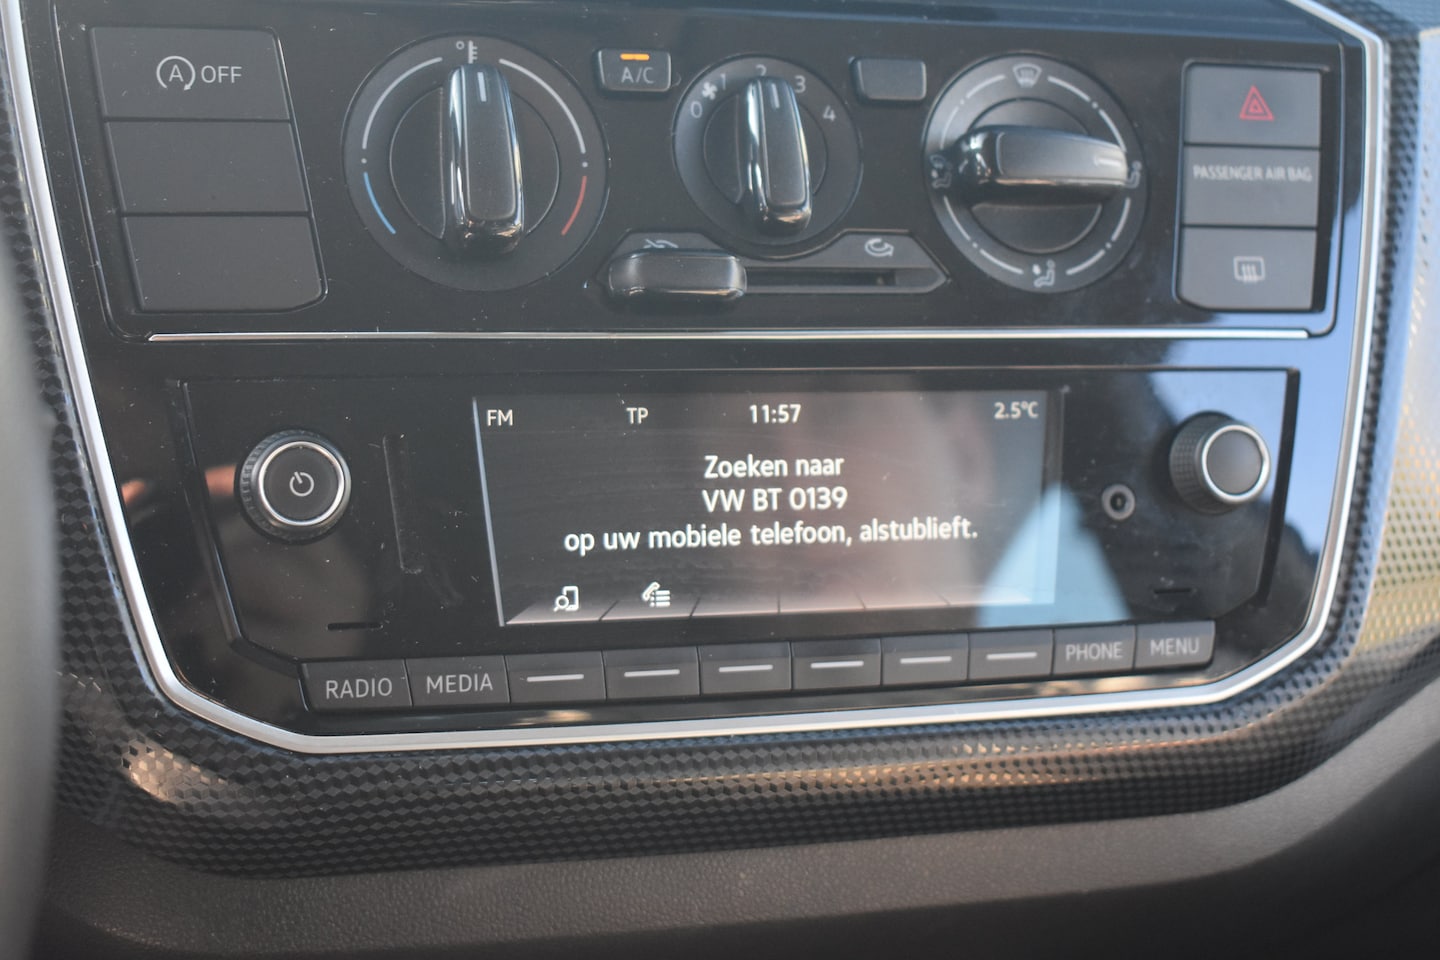 A OFF
A/C
0 1 2 3 4
PASSENGER AIR BAG
FM TP 11:57 2.5°C
Zoeken naar
VW BT 0139
op uw mobiele telefoon, alstublieft.
RADIO MEDIA PHONE MENU